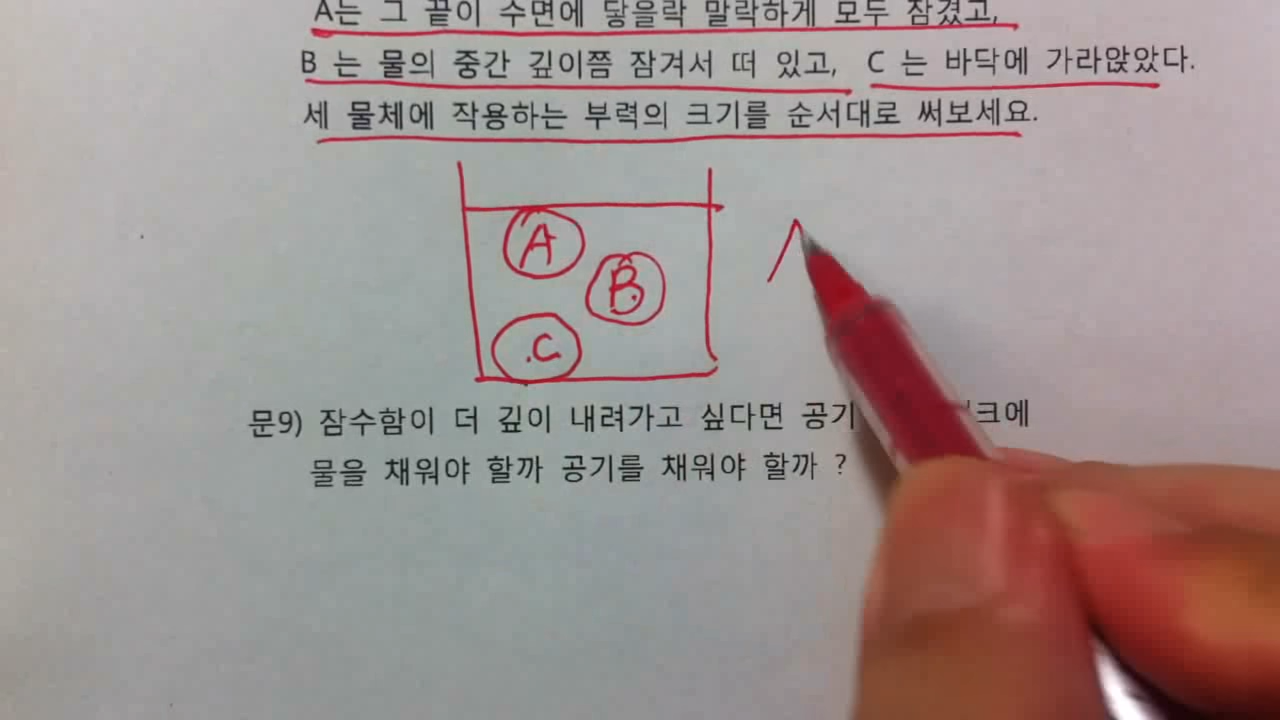 A는 그 끝이 수면에 닿을락 말락하게 모두 잠겼고,
B 는 물의 중간 깊이쯤 잠겨서 떠 있고, C 는 바닥에 가라앉았다.
세 물체에 작용하는 부력의 크기를 순서대로 써보세요.
A
B
C
문9) 잠수함이 더 깊이 내려가고 싶다면 공기
물을 채워야 할까 공기를 채워야 할까 ?